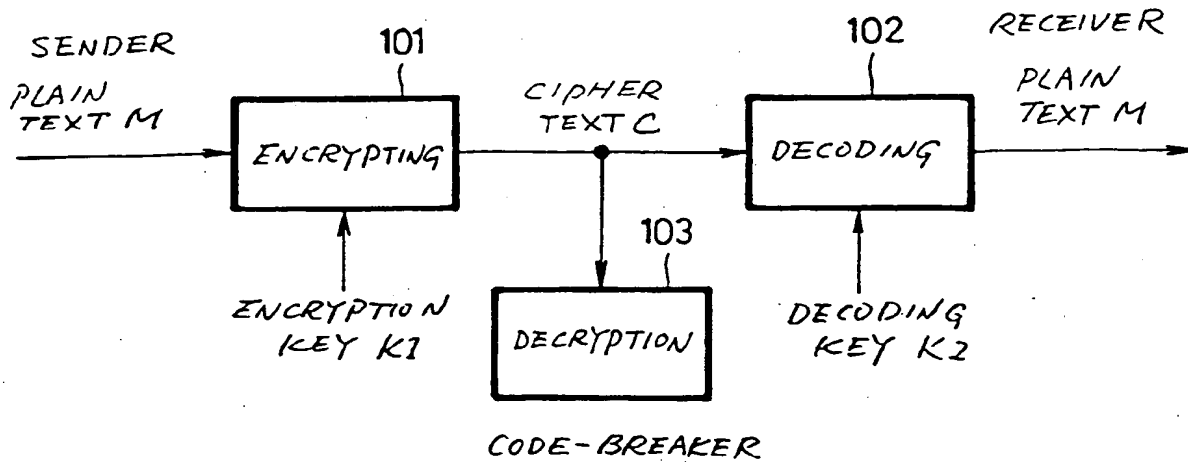 SENDER
PLAIN
TEXT M
101
ENCRYPTING
ENCRYPTION
KEY K1
CIPHER
TEXT C
103
DECRYPTION
CODE-BREAKER
102
DECODING
DECODING
KEY K2
RECEIVER
PLAIN
TEXT M